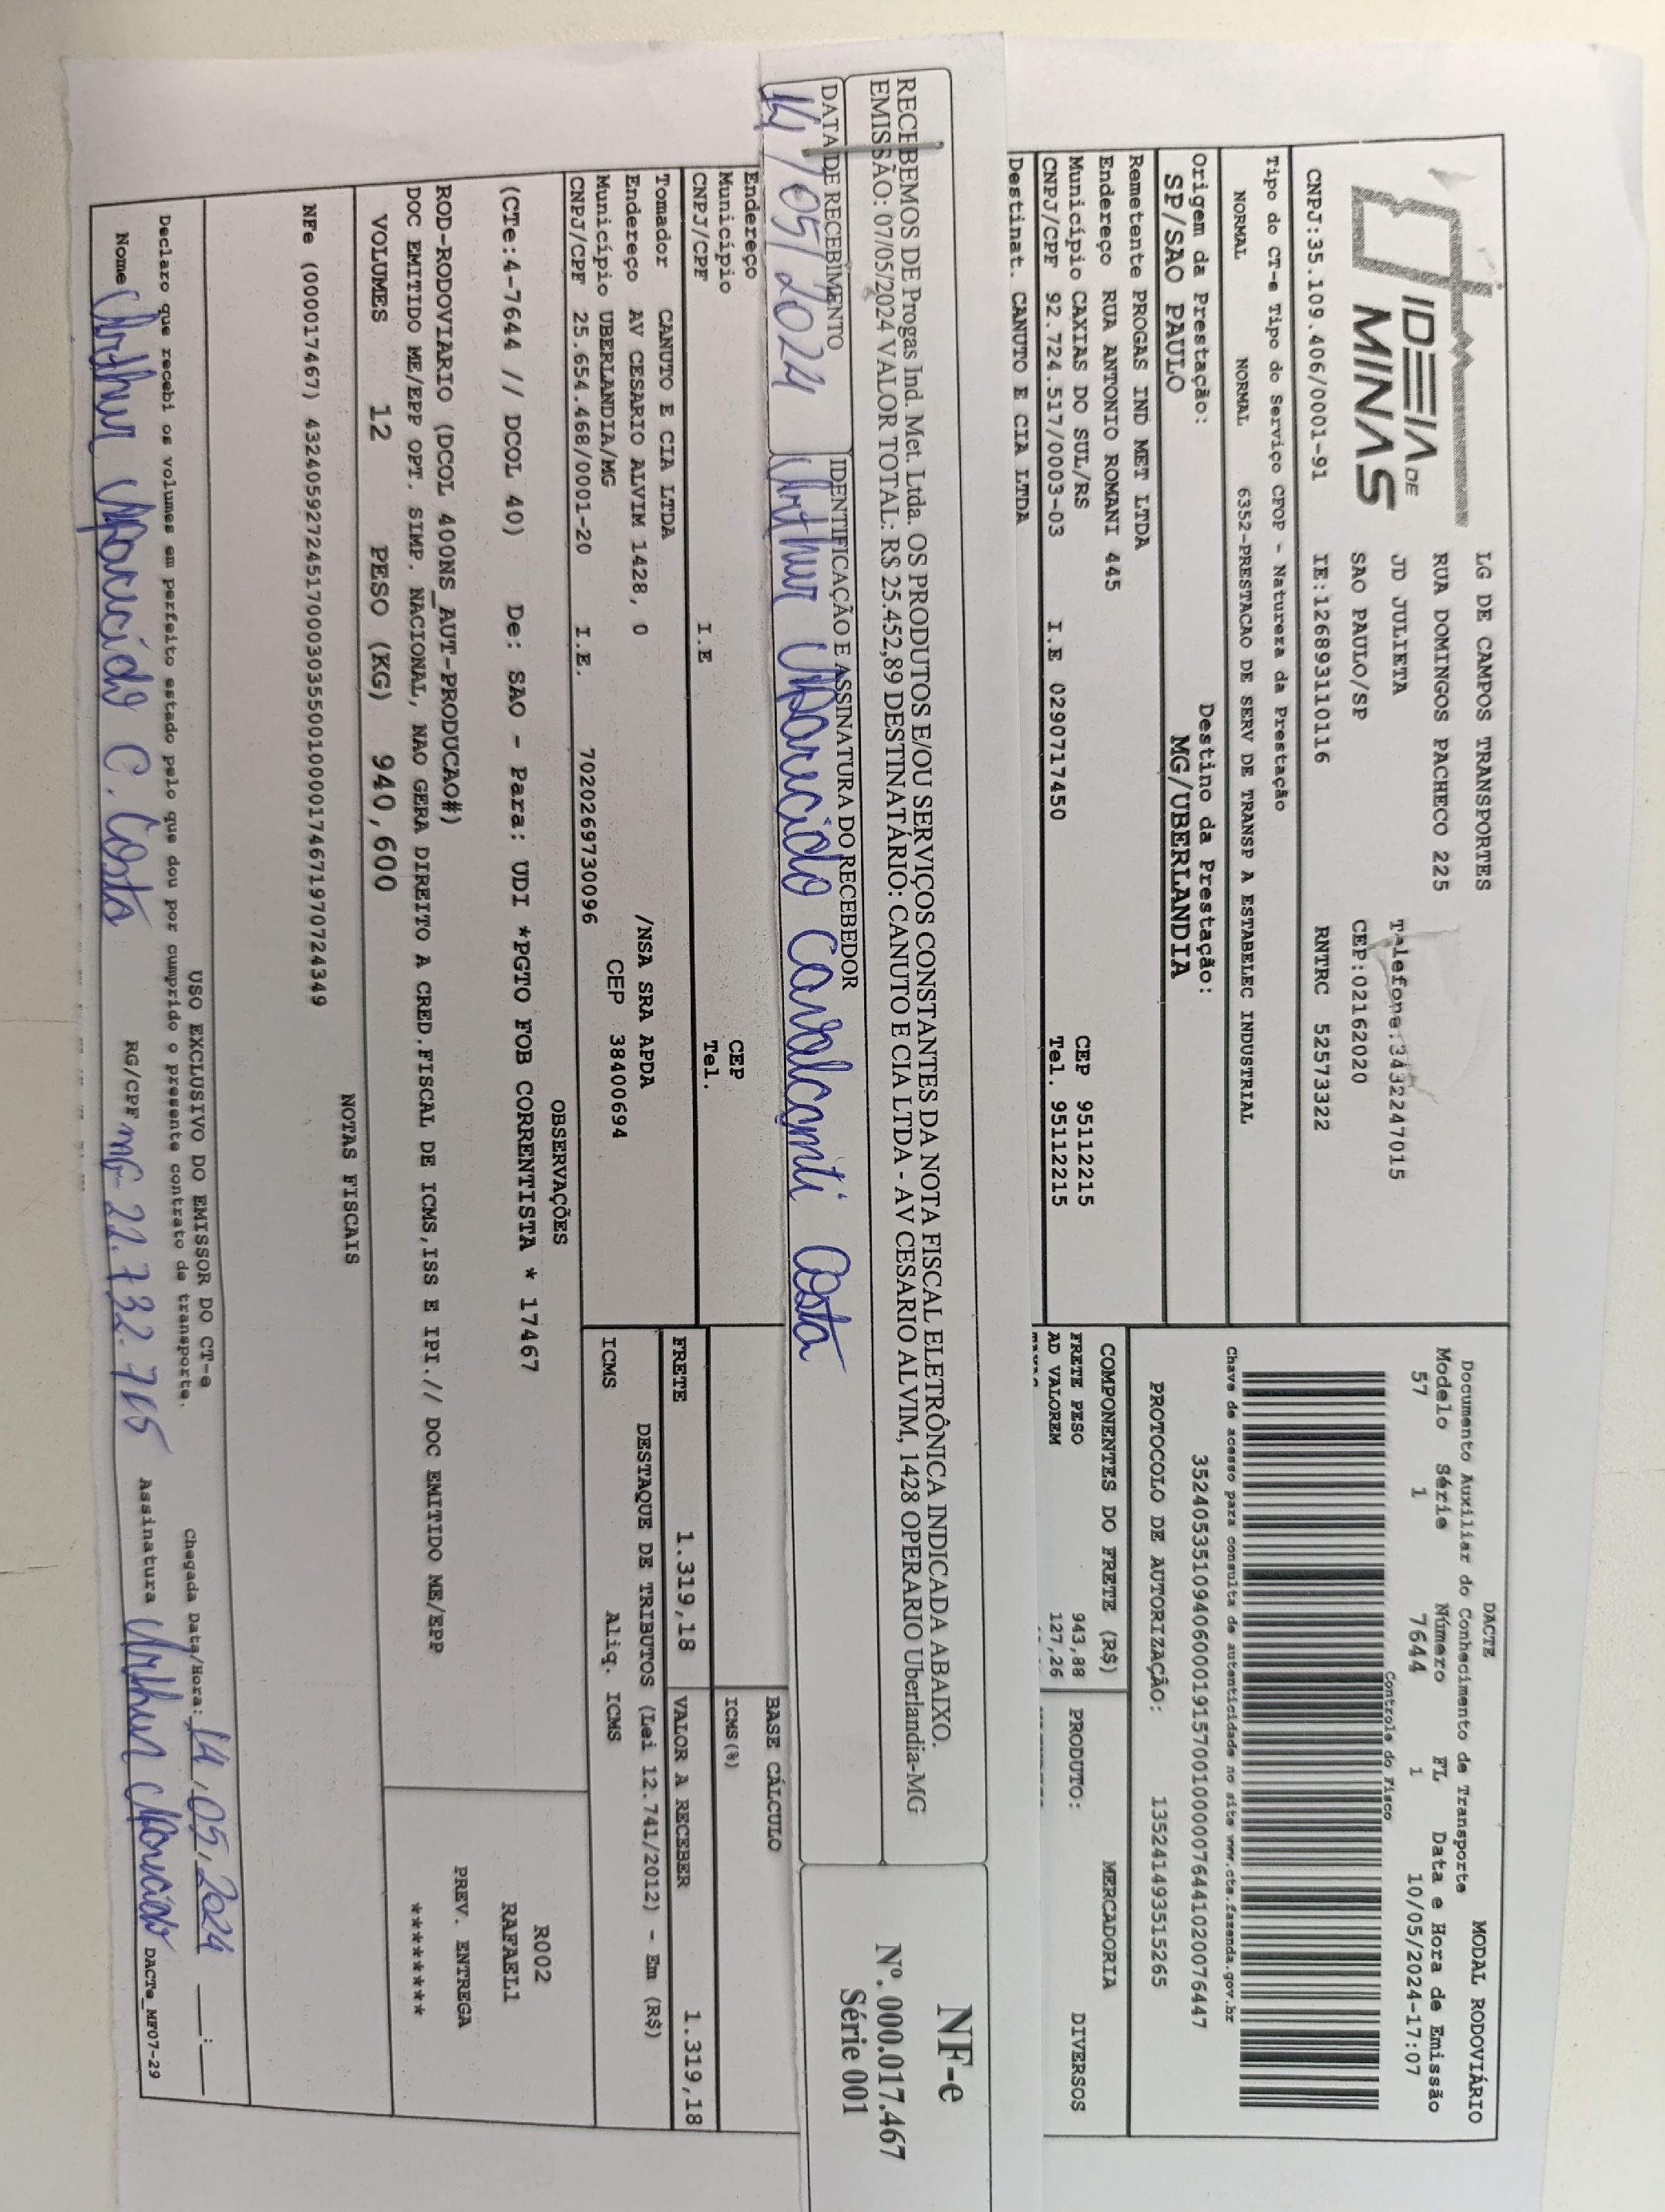 IDEIA DE
MINAS
LG DE CAMPOS TRANSPORTES
RUA DOMINGOS PACHECO 225
JD JULIETA Telefone:3432247015
SAO PAULO/SP CEP:02162020
CNPJ:35.109.406/0001-91 IE:126893110116 RNTRC 52573322
DACTE MODAL RODOVIÁRIO
Documento Auxiliar do Conhecimento de Transporte
Modelo Série Número FL Data e Hora de Emissão
57 1 7644 1 10/05/2024-17:07
Controle do Fisco
Chave de acesso para consulta de autenticidade no site www.cte.fazenda.gov.br
35240535109406000191570010000076441020076447
PROTOCOLO DE AUTORIZAÇÃO: 135241493515265
Tipo do CT-e Tipo do Serviço CFOP - Natureza da Prestação
NORMAL NORMAL 6352-PRESTACAO DE SERV DE TRANSP A ESTABELEC INDUSTRIAL
Origem da Prestação: Destino da Prestação:
SP/SAO PAULO MG/UBERLANDIA
Remetente PROGAS IND MET LTDA
Endereço RUA ANTONIO ROMANI 445
Município CAXIAS DO SUL/RS CEP 95112215
CNPJ/CPF 92.724.517/0003-03 I.E 0290717450 Tel. 95112215
Destinat. CANUTO E CIA LTDA
COMPONENTES DO FRETE (R$) MERCADORIA
FRETE PESO 943,88 PRODUTO: DIVERSOS
AD VALOREM 127,26
RECEBEMOS DE Progas Ind. Met. Ltda. OS PRODUTOS E/OU SERVIÇOS CONSTANTES DA NOTA FISCAL ELETRÔNICA INDICADA ABAIXO.
EMISSÃO: 07/05/2024 VALOR TOTAL: R$ 25.452,89 DESTINATÁRIO: CANUTO E CIA LTDA - AV CESARIO ALVIM, 1428 OPERARIO Uberlandia-MG
DATA DE RECEBIMENTO IDENTIFICAÇÃO E ASSINATURA DO RECEBEDOR
14/05/2024 Arthur Aparecido Cavalcanti Costa
NF-e
Nº. 000.017.467
Série 001
Endereço
Município CEP
CNPJ/CPF I.E Tel.
BASE CÁLCULO
ICMS(%)
Tomador CANUTO E CIA LTDA
Endereço AV CESARIO ALVIM 1428, 0 /NSA SRA APDA
Município UBERLANDIA/MG CEP 38400694
CNPJ/CPF 25.654.468/0001-20 I.E. 7020269730096
FRETE 1.319,18 VALOR A RECEBER 1.319,18
DESTAQUE DE TRIBUTOS (Lei 12.741/2012) - Em (R$)
ICMS Aliq. ICMS
OBSERVAÇÕES
(CTe:4-7644 // DCOL 40) De: SAO - Para: UDI *PGTO FOB CORRENTISTA * 17467
ROD-RODOVIARIO (DCOL 400NS_AUT-PRODUCAO#)
DOC EMITIDO ME/EPP OPT. SIMP. NACIONAL, NAO GERA DIREITO A CRED.FISCAL DE ICMS,ISS E IPI.// DOC EMITIDO ME/EPP
R002
RAFAEL1
PREV. ENTREGA
********
VOLUMES 12 PESO (KG) 940,600
NOTAS FISCAIS
NFe (000017467) 43240592724517000303550010000174671970724349
USO EXCLUSIVO DO EMISSOR DO CT-e
Declaro que recebi os volumes em perfeito estado pelo que dou por cumprido o presente contrato de transporte.
Chegada Data/Hora: 14/05/2024 __:__
Nome Arthur Aparecido C. Costa RG/CPF MG-22.732.715 Assinatura Arthur Aparecido DACTe_MF07-29